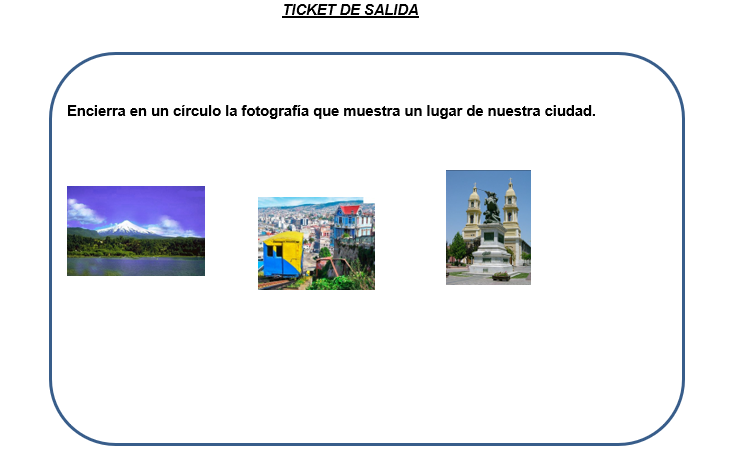 TICKET DE SALIDA
Encierra en un círculo la fotografía que muestra un lugar de nuestra ciudad.